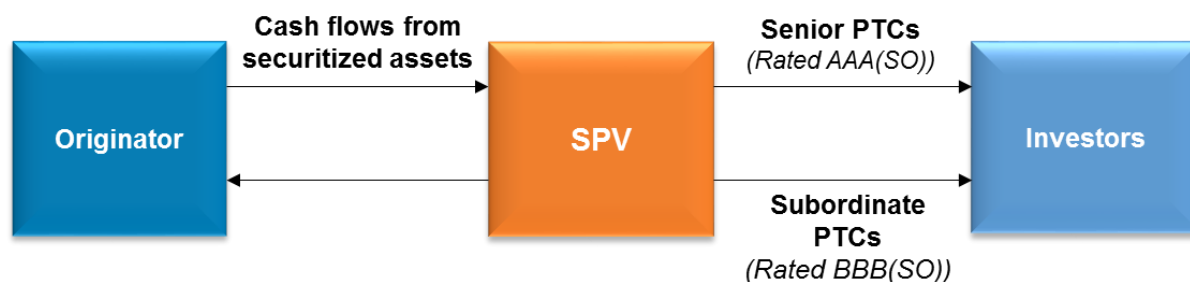 Cash flows from
securitized assets
Senior PTCs
(Rated AAA(SO))
Originator
SPV
Investors
Subordinate
PTCs
(Rated BBB(SO))